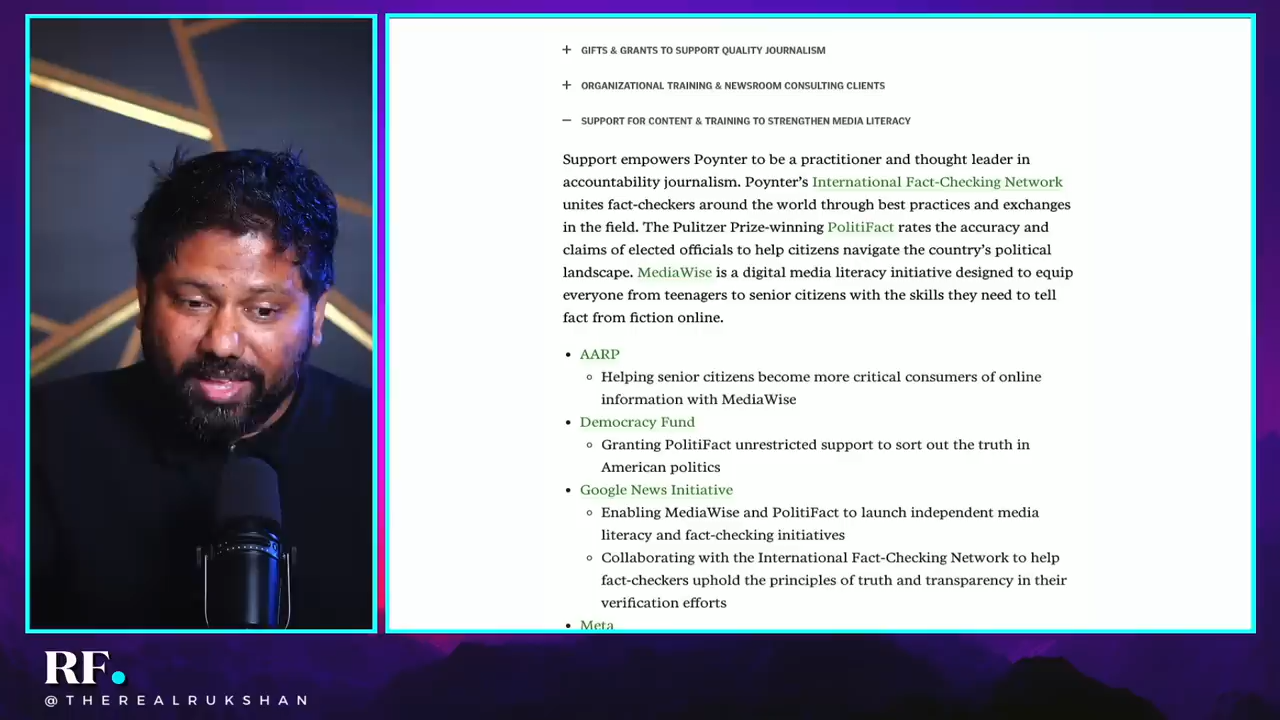 + GIFTS & GRANTS TO SUPPORT QUALITY JOURNALISM
+ ORGANIZATIONAL TRAINING & NEWSROOM CONSULTING CLIENTS
− SUPPORT FOR CONTENT & TRAINING TO STRENGTHEN MEDIA LITERACY
Support empowers Poynter to be a practitioner and thought leader in
accountability journalism. Poynter’s International Fact-Checking Network
unites fact-checkers around the world through best practices and exchanges
in the field. The Pulitzer Prize-winning PolitiFact rates the accuracy and
claims of elected officials to help citizens navigate the country’s political
landscape. MediaWise is a digital media literacy initiative designed to equip
everyone from teenagers to senior citizens with the skills they need to tell
fact from fiction online.
• AARP
◦ Helping senior citizens become more critical consumers of online
information with MediaWise
• Democracy Fund
◦ Granting PolitiFact unrestricted support to sort out the truth in
American politics
• Google News Initiative
◦ Enabling MediaWise and PolitiFact to launch independent media
literacy and fact-checking initiatives
◦ Collaborating with the International Fact-Checking Network to help
fact-checkers uphold the principles of truth and transparency in their
verification efforts
• Meta
RF.
@THEREALRUKSHAN